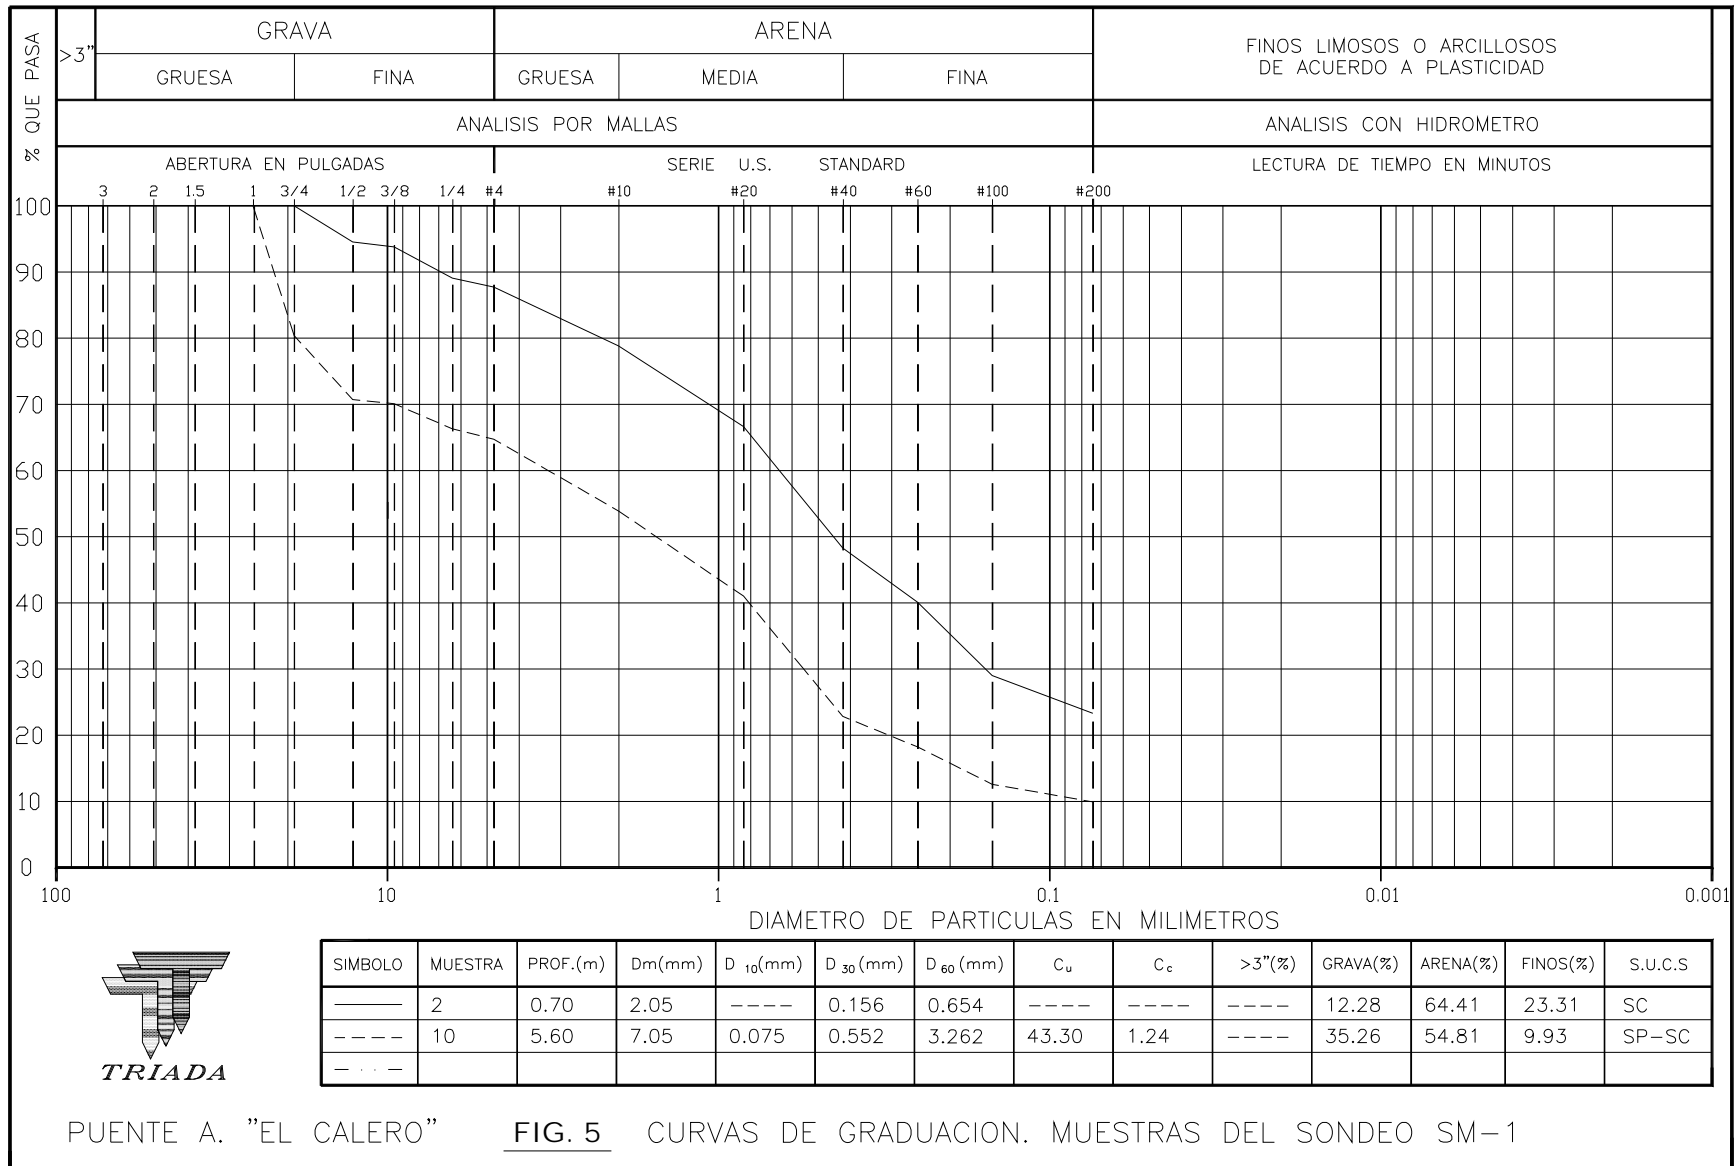 % QUE PASA
>3"
GRAVA
ARENA
FINOS LIMOSOS O ARCILLOSOS
DE ACUERDO A PLASTICIDAD
GRUESA
FINA
GRUESA
MEDIA
FINA
ANALISIS POR MALLAS
ANALISIS CON HIDROMETRO
ABERTURA EN PULGADAS
SERIE U.S. STANDARD
LECTURA DE TIEMPO EN MINUTOS
3 2 1.5 1 3/4 1/2 3/8 1/4 #4 #10 #20 #40 #60 #100 #200
100
90
80
70
60
50
40
30
20
10
0
100 10 1 0.1 0.01 0.001
DIAMETRO DE PARTICULAS EN MILIMETROS
SIMBOLO MUESTRA PROF.(m) Dm(mm) D 10(mm) D 30(mm) D 60(mm) Cu Cc >3"(%) GRAVA(%) ARENA(%) FINOS(%) S.U.C.S
2 0.70 2.05 ---- 0.156 0.654 ---- ---- ---- 12.28 64.41 23.31 SC
10 5.60 7.05 0.075 0.552 3.262 43.30 1.24 ---- 35.26 54.81 9.93 SP-SC
TRIADA
PUENTE A. "EL CALERO" FIG. 5 CURVAS DE GRADUACION. MUESTRAS DEL SONDEO SM-1